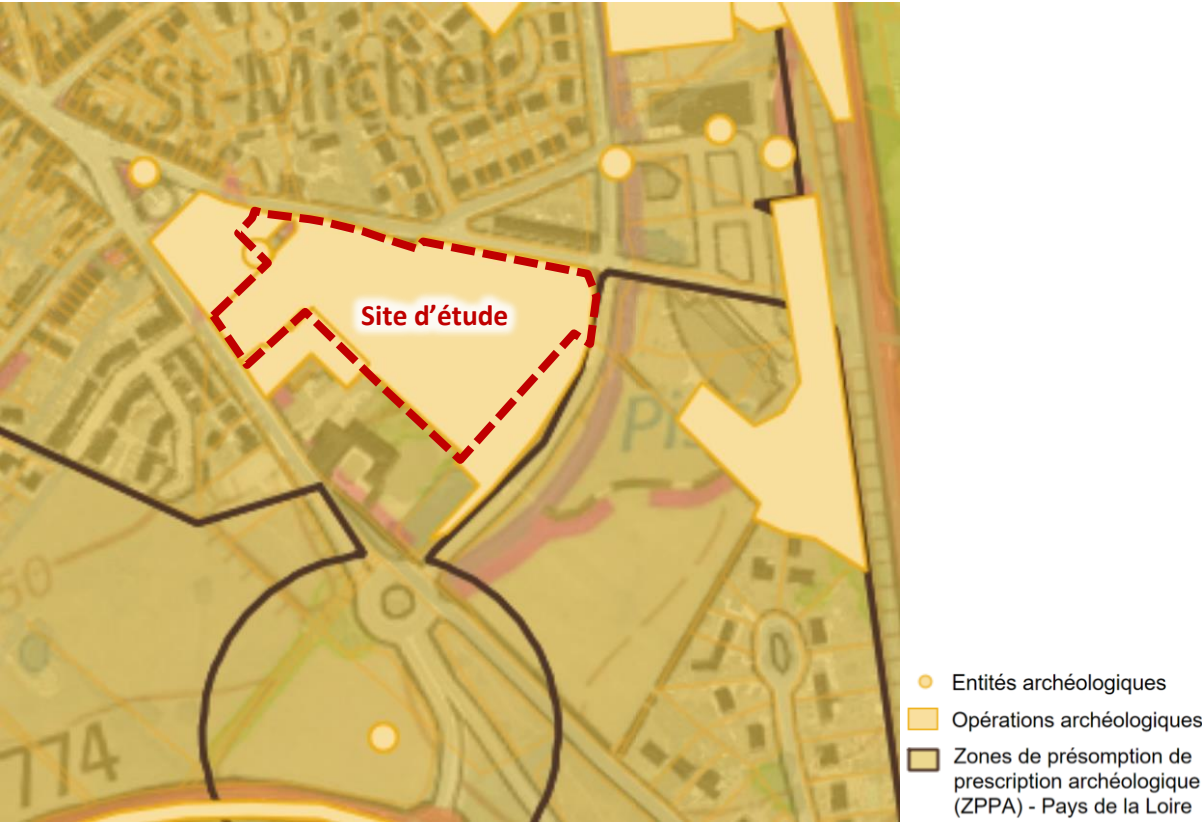 St-Michel
Site d'étude
50
774
Entités archéologiques
Opérations archéologiques
Zones de présomption de
prescription archéologique
(ZPPA) - Pays de la Loire